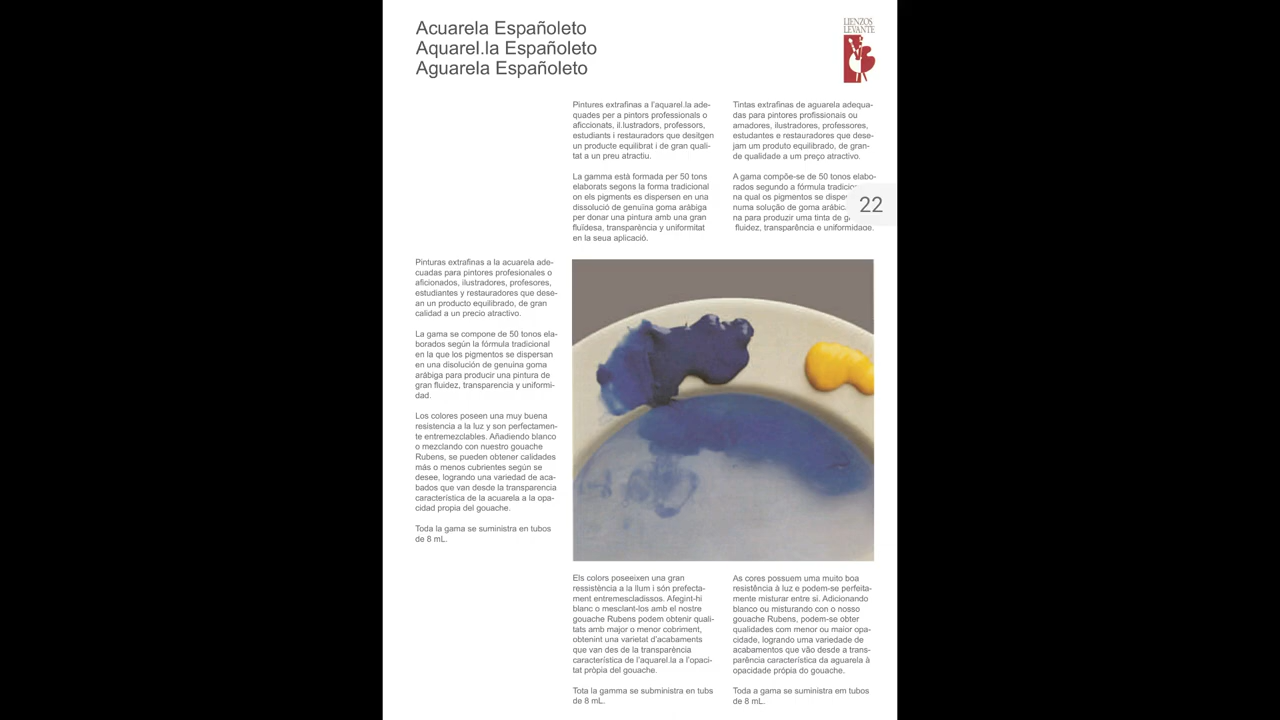 Acuarela Españoleto
Aquarel.la Españoleto
Aguarela Españoleto
LIENZOS
LEVANTE
Pintures extrafinas a l'aquarel.la ade-
quades per a pintors professionals o
aficcionats, il.lustradors, professors,
estudiants i restauradors que desitgen
un producte equilibrat i de gran quali-
tat a un preu atractiu.
La gamma està formada per 50 tons
elaborats segons la forma tradicional
on els pigments es dispersen en una
dissolució de genuïna goma aràbiga
per donar una pintura amb una gran
fluïdesa, transparència y uniformitat
en la seua aplicació.
Tintas extrafinas de aguarela adequa-
das para pintores profissionais ou
amadores, ilustradores, professores,
estudantes e restauradores que dese-
jam um produto equilibrado, de gran-
de qualidade a um preço atractivo.
A gama compõe-se de 50 tonos elabo-
rados segundo a fórmula tradicio
na qual os pigmentos se disper
numa solução de goma arábic
na para produzir uma tinta de g
fluidez, transparência e uniformidade.
22
Pinturas extrafinas a la acuarela ade-
cuadas para pintores profesionales o
aficionados, ilustradores, profesores,
estudiantes y restauradores que dese-
an un producto equilibrado, de gran
calidad a un precio atractivo.
La gama se compone de 50 tonos ela-
borados según la fórmula tradicional
en la que los pigmentos se dispersan
en una disolución de genuina goma
arábiga para producir una pintura de
gran fluidez, transparencia y uniformi-
dad.
Los colores poseen una muy buena
resistencia a la luz y son perfectamen-
te entremezclables. Añadiendo blanco
o mezclando con nuestro gouache
Rubens, se pueden obtener calidades
más o menos cubrientes según se
desee, logrando una variedad de aca-
bados que van desde la transparencia
característica de la acuarela a la opa-
cidad propia del gouache.
Toda la gama se suministra en tubos
de 8 mL.
Els colors poseeixen una gran
ressistència a la llum i són prefecta-
ment entremescladissos. Afegint-hi
blanc o mesclant-los amb el nostre
gouache Rubens podem obtenir quali-
tats amb major o menor cobriment,
obtenint una varietat d'acabaments
que van des de la transparència
característica de l'aquarel.la a l'opaci-
tat pròpia del gouache.
Tota la gamma se subministra en tubs
de 8 mL.
As cores possuem uma muito boa
resistência à luz e podem-se perfeita-
mente misturar entre si. Adicionando
blanco ou misturando con o nosso
gouache Rubens, podem-se obter
qualidades com menor ou maior opa-
cidade, logrando uma variedade de
acabamentos que vão desde a trans-
parência característica da aguarela à
opacidade própia do gouache.
Toda a gama se suministra em tubos
de 8 mL.